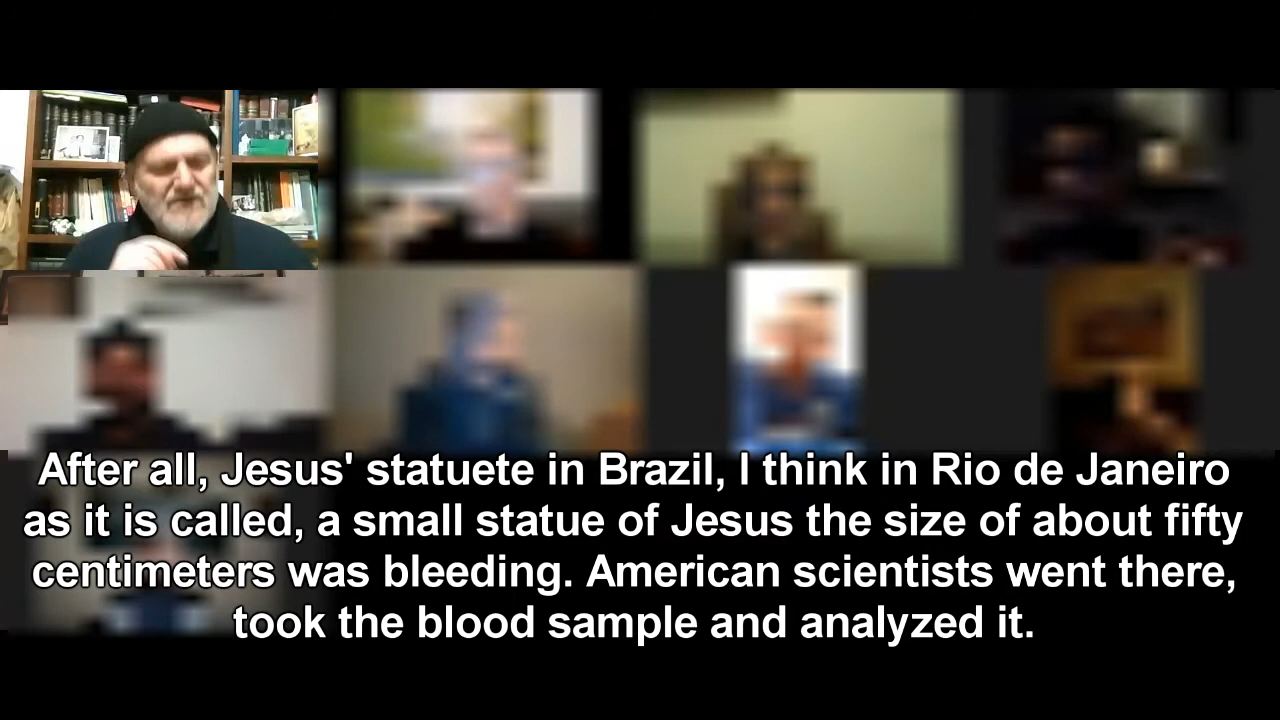 After all, Jesus' statuete in Brazil, I think in Rio de Janeiro
as it is called, a small statue of Jesus the size of about fifty
centimeters was bleeding. American scientists went there,
took the blood sample and analyzed it.